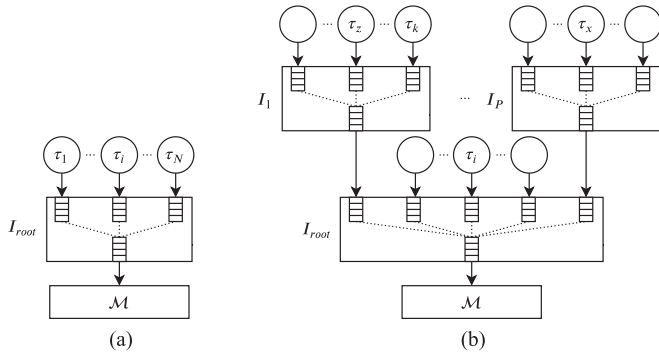 ··· τz ··· τk
··· τx ···
I1 ··· IP
τ1 ··· τi ··· τN
··· τi ···
Iroot
Iroot
ℳ
ℳ
(a)
(b)